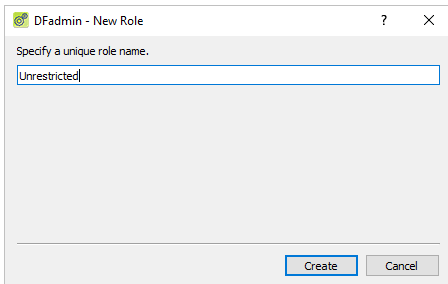 DFadmin - New Role
?
Specify a unique role name.
Unrestricted
Create Cancel